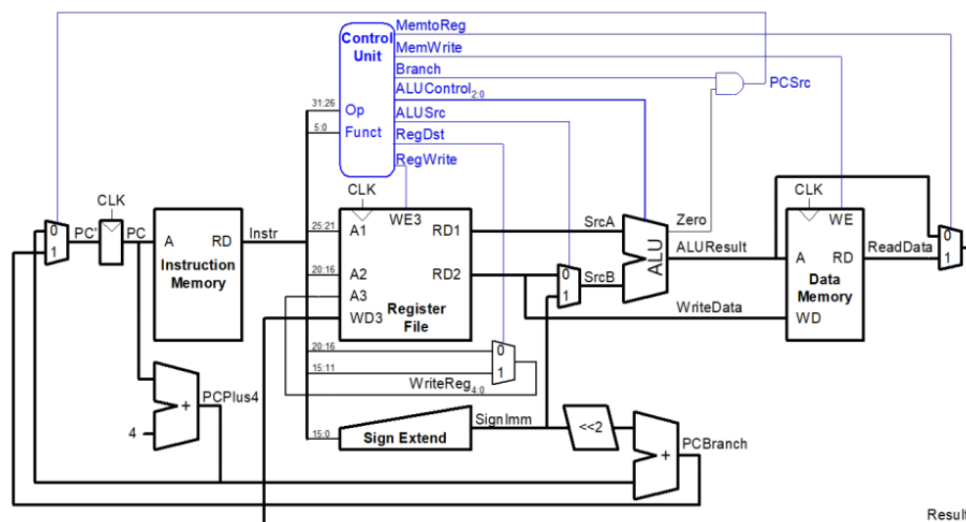 MemtoReg
Control
Unit
MemWrite
Branch
PCSrc
ALUControl2:0
31:26
Op
ALUSrc
5:0
Funct
RegDst
RegWrite
CLK
CLK
CLK
WE3
WE
0
1
PC'
PC
A
RD
Instr
25:21
A1
RD1
SrcA
Zero
ALU
ALUResult
0
1
ReadData
Instruction
Memory
20:16
A2
RD2
0
1
SrcB
A
RD
A3
Data
Memory
WD3
Register
File
WriteData
WD
20:16
0
15:11
1
WriteReg4:0
PCPlus4
+
4
SignImm
15:0
Sign Extend
<<2
+
PCBranch
Result